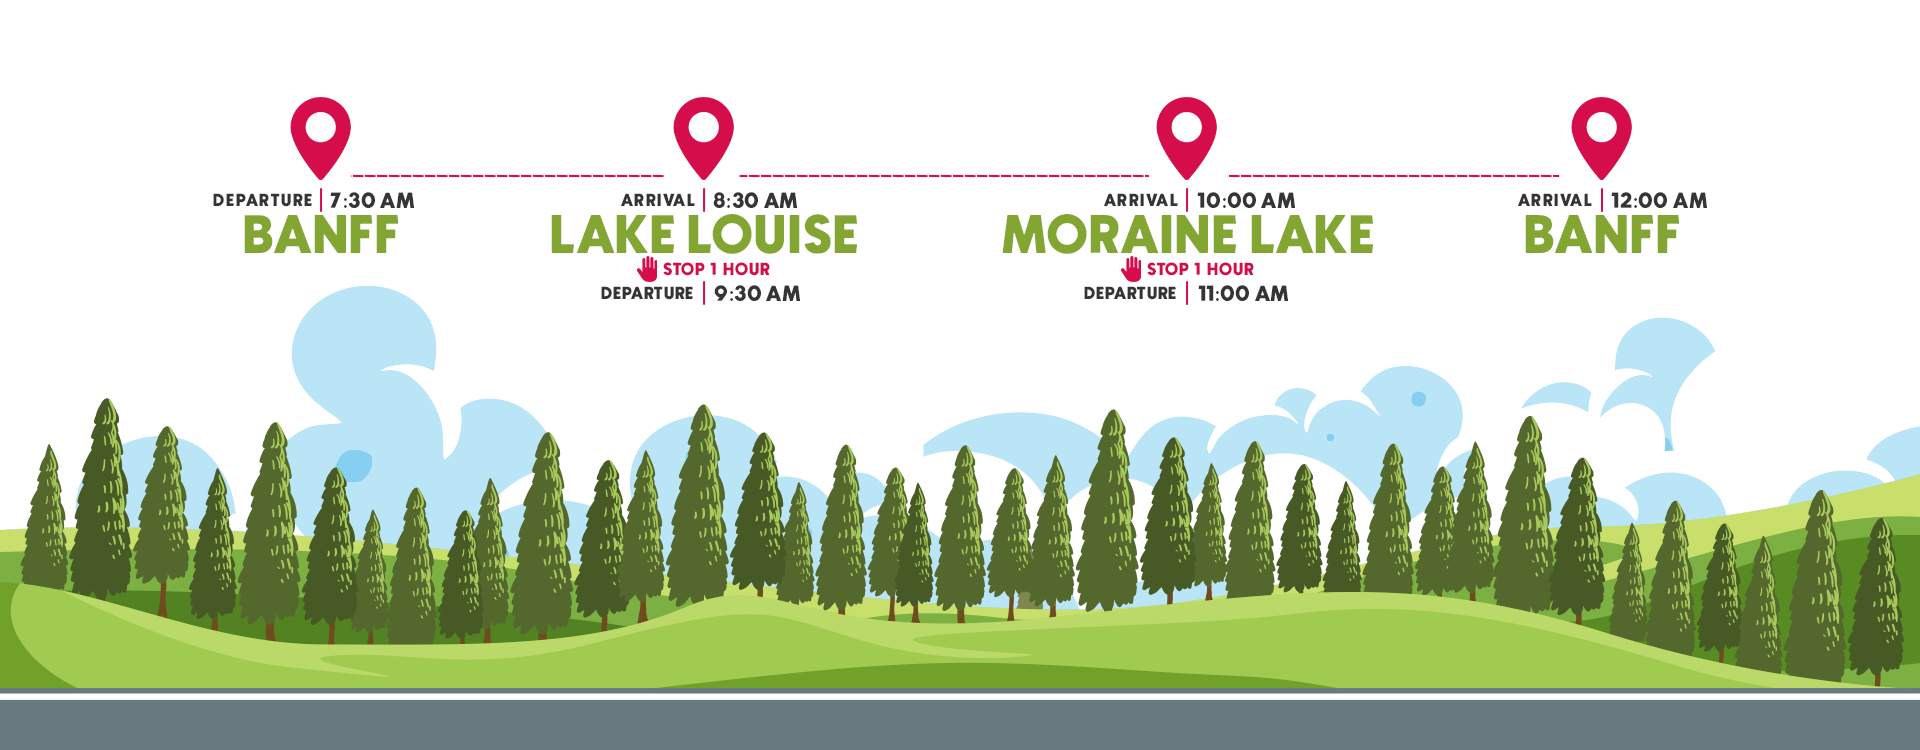 DEPARTURE | 7:30 AM
BANFF
ARRIVAL | 8:30 AM
LAKE LOUISE
STOP 1 HOUR
DEPARTURE | 9:30 AM
ARRIVAL | 10:00 AM
MORAINE LAKE
STOP 1 HOUR
DEPARTURE | 11:00 AM
ARRIVAL | 12:00 AM
BANFF